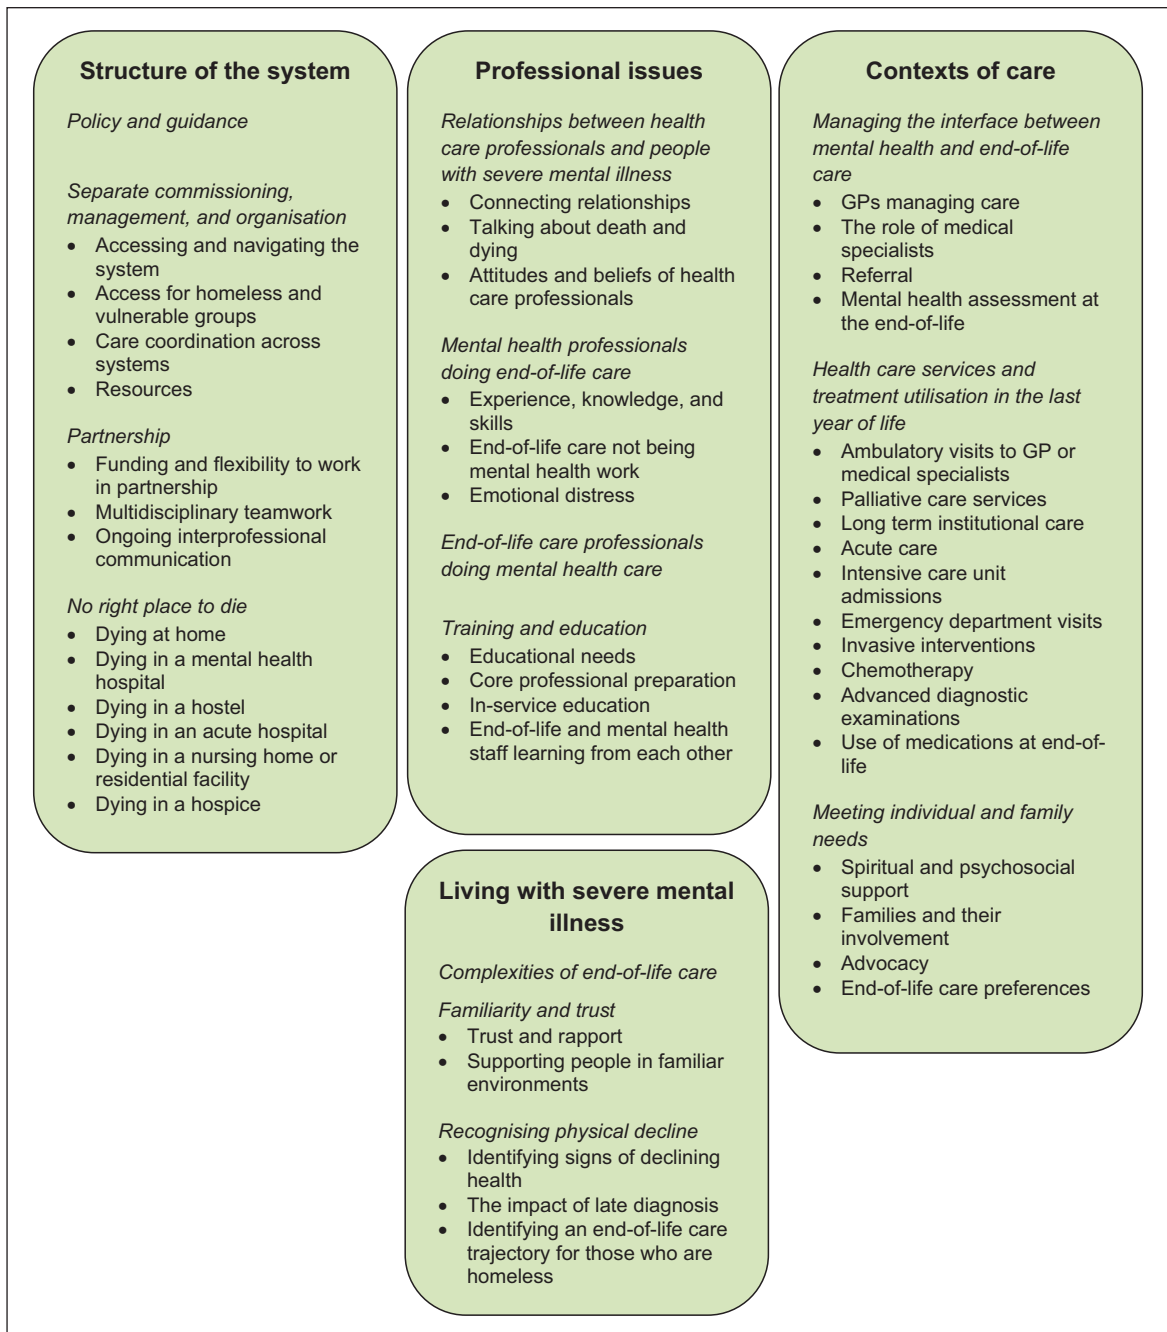 Structure of the system
Policy and guidance
Separate commissioning,
management, and organisation
• Accessing and navigating the
system
• Access for homeless and
vulnerable groups
• Care coordination across
systems
• Resources
Partnership
• Funding and flexibility to work
in partnership
• Multidisciplinary teamwork
• Ongoing interprofessional
communication
No right place to die
• Dying at home
• Dying in a mental health
hospital
• Dying in a hostel
• Dying in an acute hospital
• Dying in a nursing home or
residential facility
• Dying in a hospice
Professional issues
Relationships between health
care professionals and people
with severe mental illness
• Connecting relationships
• Talking about death and
dying
• Attitudes and beliefs of health
care professionals
Mental health professionals
doing end-of-life care
• Experience, knowledge, and
skills
• End-of-life care not being
mental health work
• Emotional distress
End-of-life care professionals
doing mental health care
Training and education
• Educational needs
• Core professional preparation
• In-service education
• End-of-life and mental health
staff learning from each other
Contexts of care
Managing the interface between
mental health and end-of-life
care
• GPs managing care
• The role of medical
specialists
• Referral
• Mental health assessment at
the end-of-life
Health care services and
treatment utilisation in the last
year of life
• Ambulatory visits to GP or
medical specialists
• Palliative care services
• Long term institutional care
• Acute care
• Intensive care unit
admissions
• Emergency department visits
• Invasive interventions
• Chemotherapy
• Advanced diagnostic
examinations
• Use of medications at end-of-
life
Meeting individual and family
needs
• Spiritual and psychosocial
support
• Families and their
involvement
• Advocacy
• End-of-life care preferences
Living with severe mental
illness
Complexities of end-of-life care
Familiarity and trust
• Trust and rapport
• Supporting people in familiar
environments
Recognising physical decline
• Identifying signs of declining
health
• The impact of late diagnosis
• Identifying an end-of-life care
trajectory for those who are
homeless